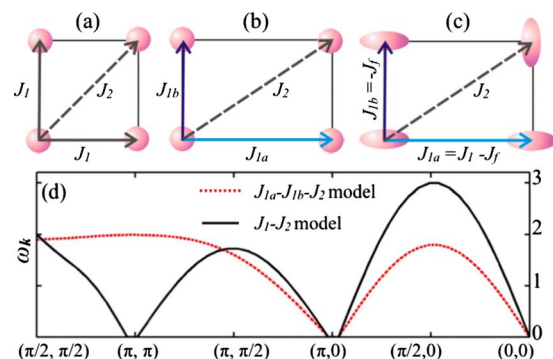 (a) (b) (c)
J1 J2 J1b J2 J1b = -Jf J2
J1 J1a J1a = J1 -Jf
(d) J1a-J1b-J2 model 3
J1-J2 model 2
ωk 1
0
(π/2, π/2) (π, π) (π, π/2) (π,0) (π/2,0) (0,0)